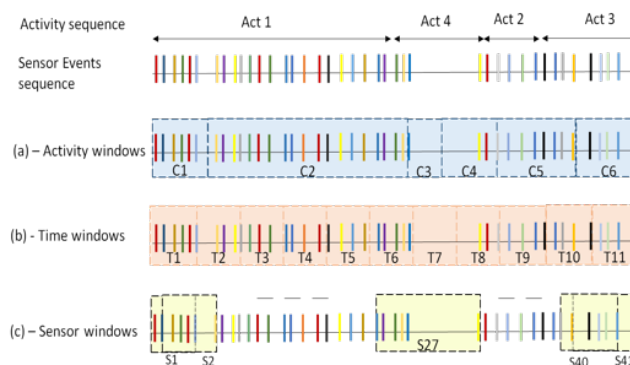 Activity sequence
Act 1 Act 4 Act 2 Act 3
Sensor Events
sequence
(a) – Activity windows
C1 C2 C3 C4 C5 C6
(b) - Time windows
T1 T2 T3 T4 T5 T6 T7 T8 T9 T10 T11
(c) – Sensor windows
S1 S2 S27 S40 S41